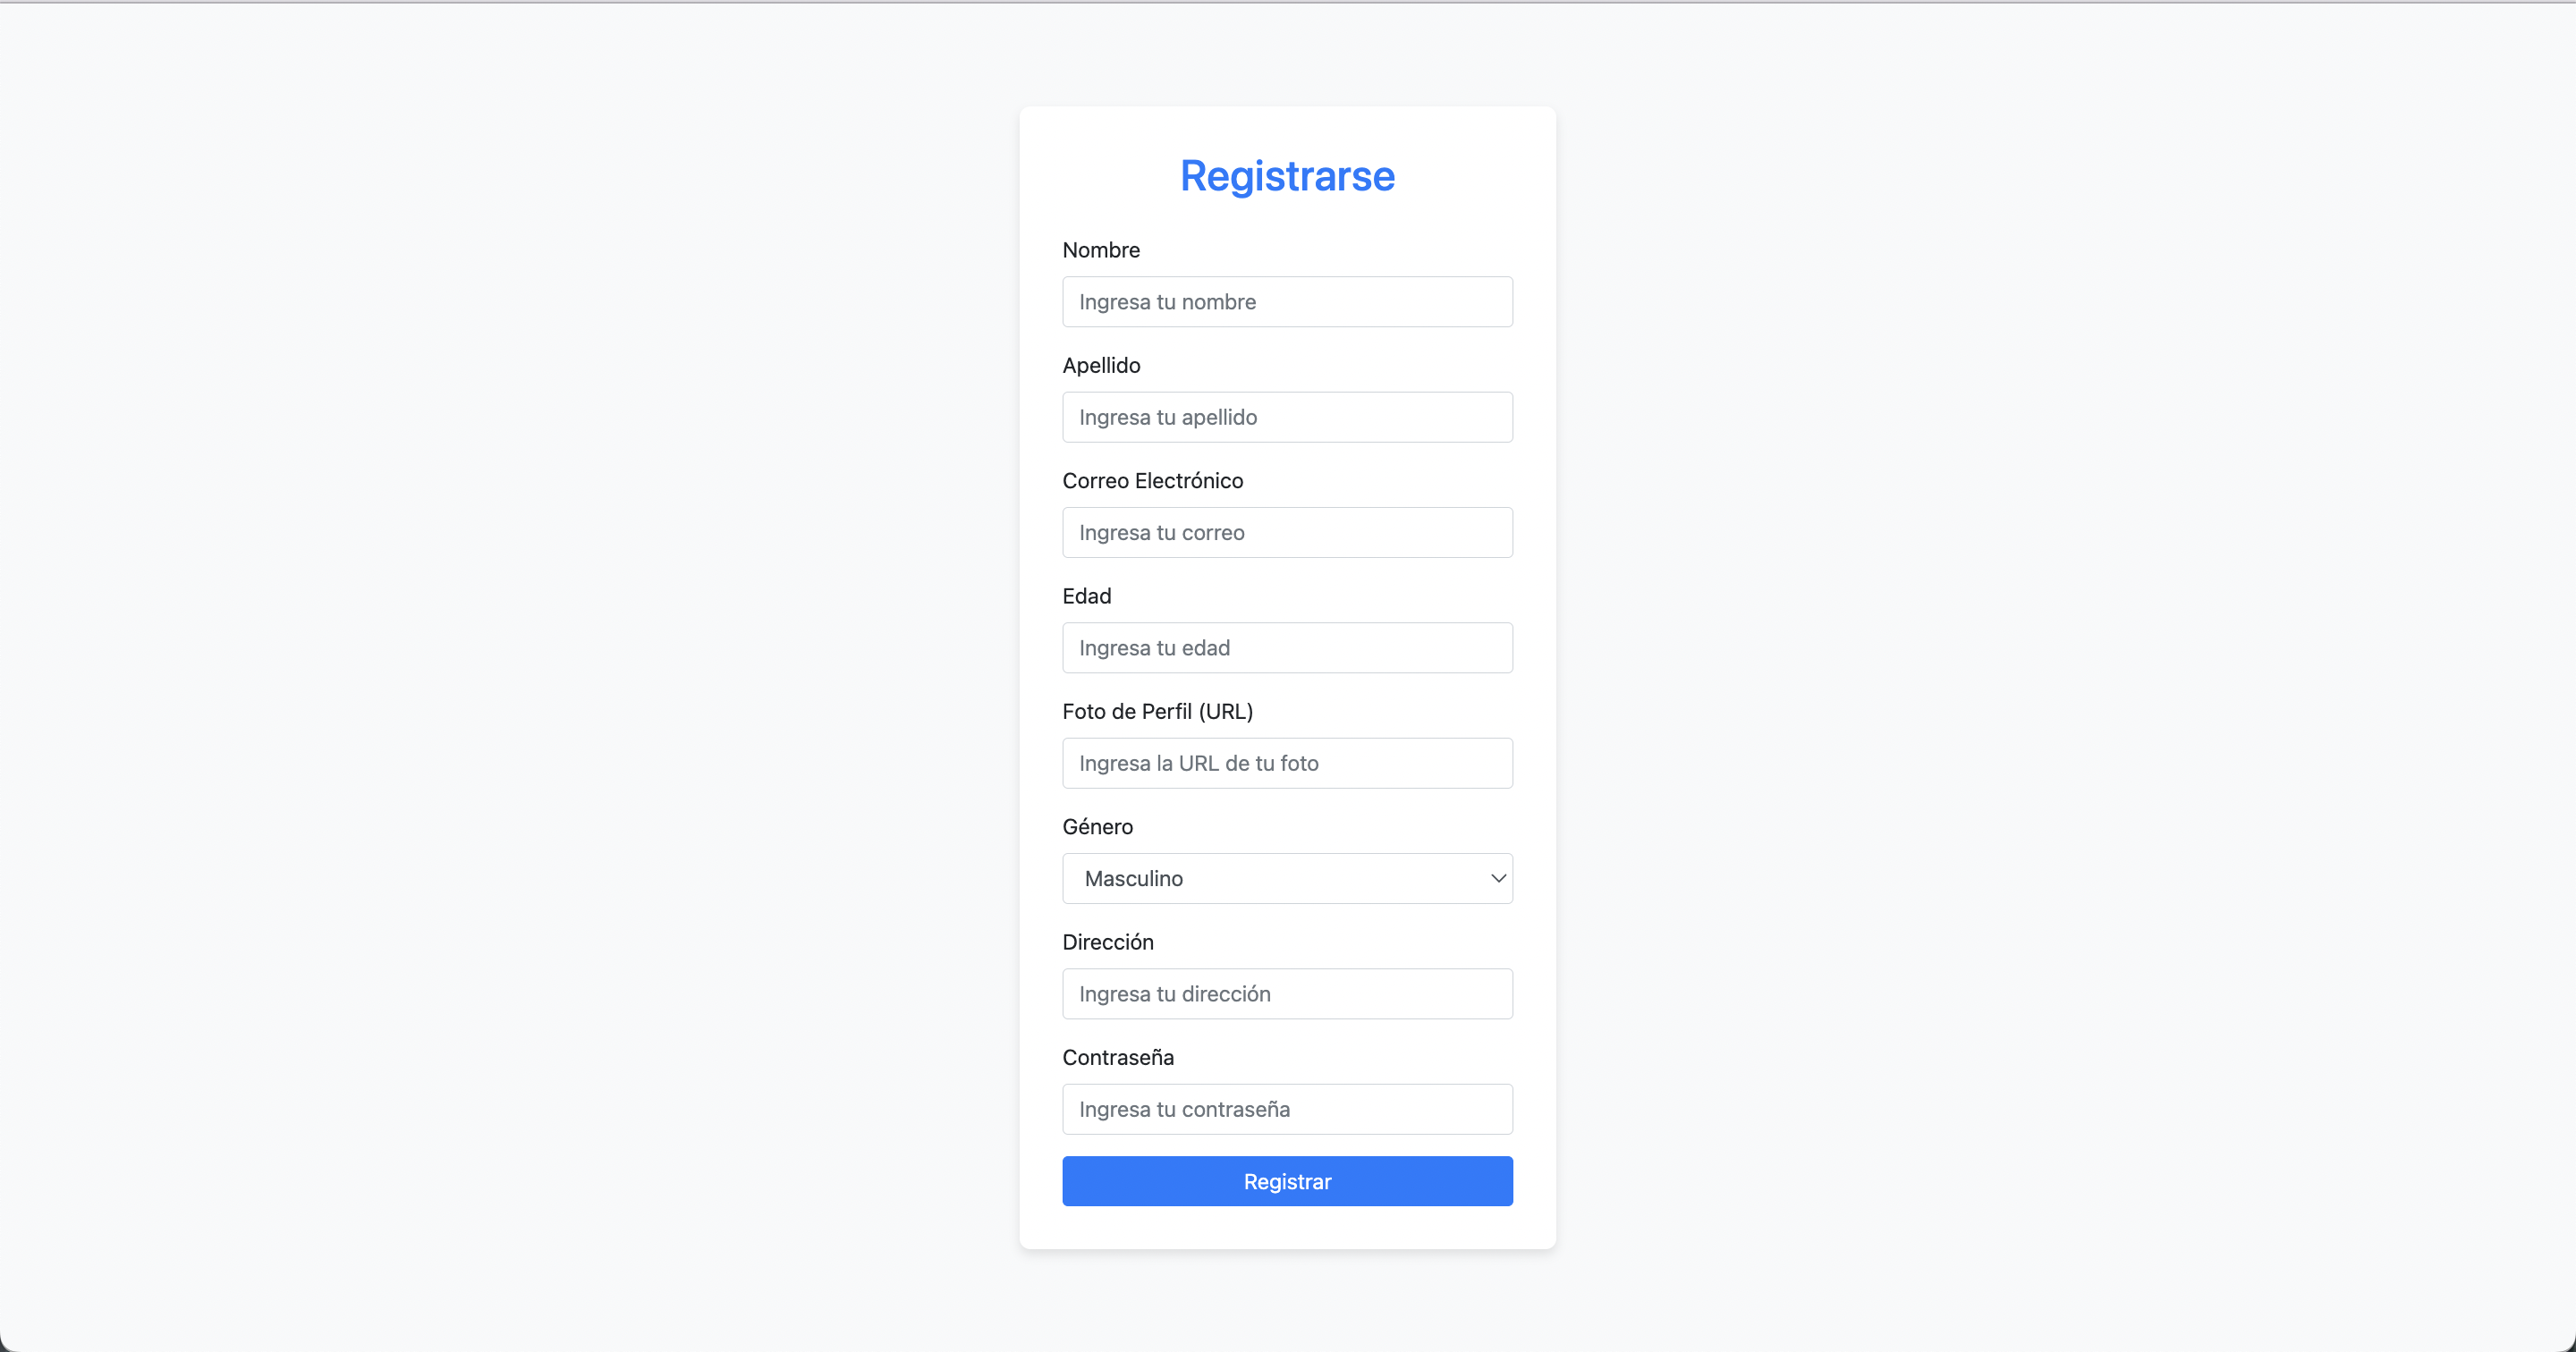 Registrarse
Nombre
Ingresa tu nombre
Apellido
Ingresa tu apellido
Correo Electrónico
Ingresa tu correo
Edad
Ingresa tu edad
Foto de Perfil (URL)
Ingresa la URL de tu foto
Género
Masculino
Dirección
Ingresa tu dirección
Contraseña
Ingresa tu contraseña
Registrar